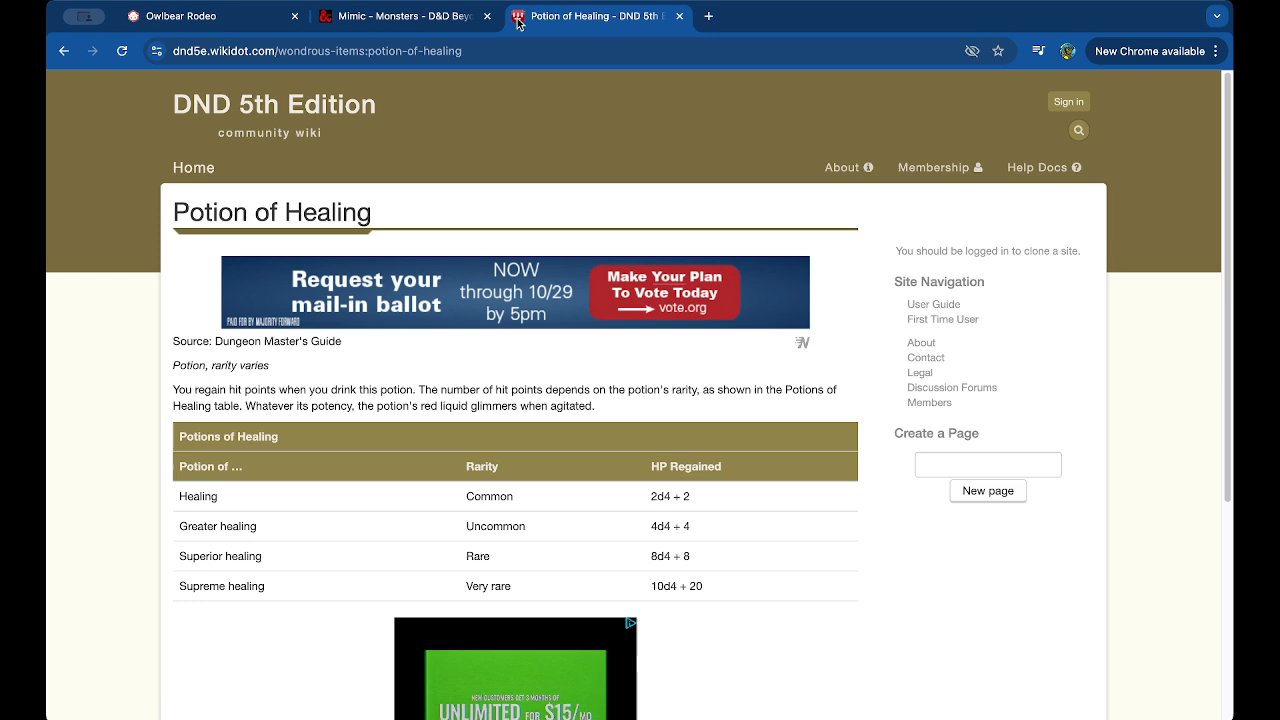 Owlbear Rodeo
Mimic - Monsters - D&D Bey
Potion of Healing - DND 5th E
dnd5e.wikidot.com/wondrous-items:potion-of-healing
New Chrome available
DND 5th Edition
community wiki
Sign in
Home
About
Membership
Help Docs
Potion of Healing
Request your
mail-in ballot
PAID FOR BY MAJORITY FORWARD
NOW
through 10/29
by 5pm
Make Your Plan
To Vote Today
vote.org
Source: Dungeon Master's Guide
Potion, rarity varies
You regain hit points when you drink this potion. The number of hit points depends on the potion's rarity, as shown in the Potions of
Healing table. Whatever its potency, the potion's red liquid glimmers when agitated.
Potions of Healing
Potion of ... Rarity HP Regained
Healing Common 2d4 + 2
Greater healing Uncommon 4d4 + 4
Superior healing Rare 8d4 + 8
Supreme healing Very rare 10d4 + 20
NEW CUSTOMERS GET 3 MONTHS OF
UNLIMITED FOR $15/MO
You should be logged in to clone a site.
Site Navigation
User Guide
First Time User
About
Contact
Legal
Discussion Forums
Members
Create a Page
New page